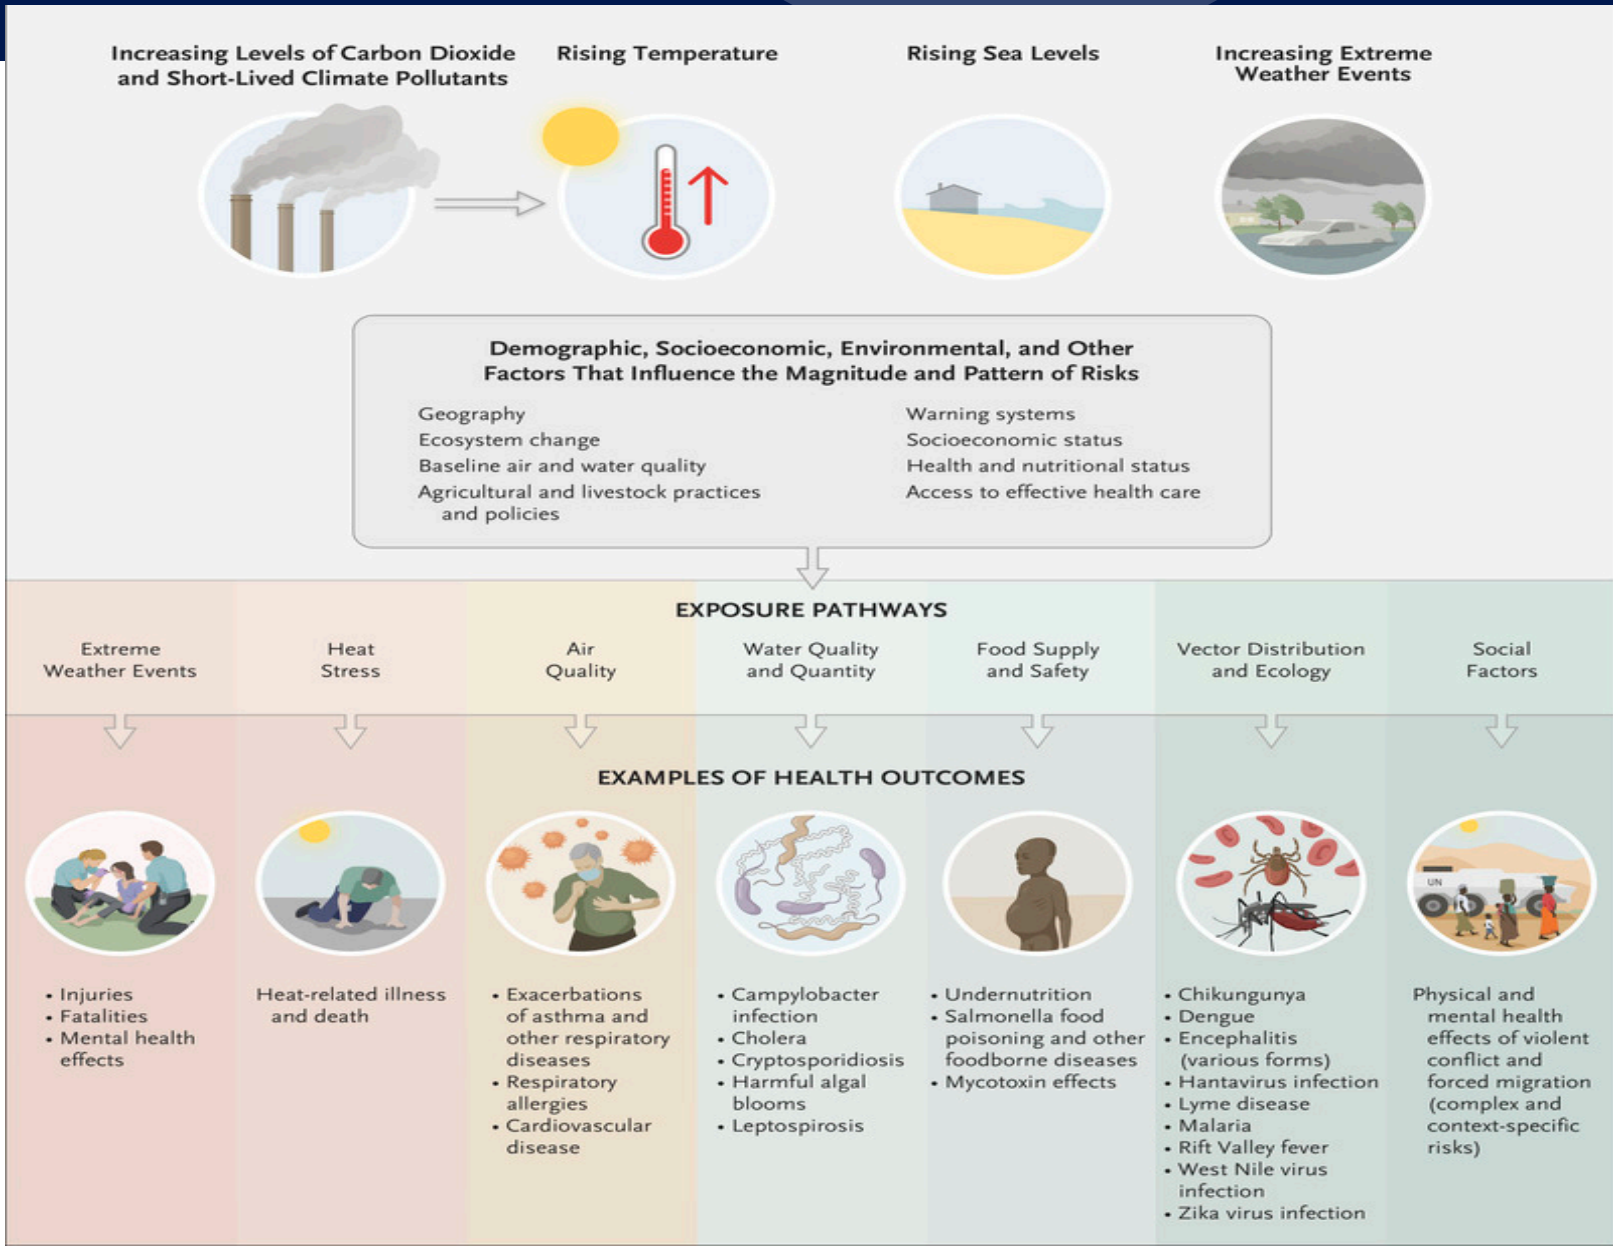 Increasing Levels of Carbon Dioxide
and Short-Lived Climate Pollutants
Rising Temperature
Rising Sea Levels
Increasing Extreme
Weather Events
Demographic, Socioeconomic, Environmental, and Other
Factors That Influence the Magnitude and Pattern of Risks
Geography
Ecosystem change
Baseline air and water quality
Agricultural and livestock practices
and policies
Warning systems
Socioeconomic status
Health and nutritional status
Access to effective health care
EXPOSURE PATHWAYS
Extreme
Weather Events
Heat
Stress
Air
Quality
Water Quality
and Quantity
Food Supply
and Safety
Vector Distribution
and Ecology
Social
Factors
EXAMPLES OF HEALTH OUTCOMES
UN
• Injuries
• Fatalities
• Mental health
effects
Heat-related illness
and death
• Exacerbations
of asthma and
other respiratory
diseases
• Respiratory
allergies
• Cardiovascular
disease
• Campylobacter
infection
• Cholera
• Cryptosporidiosis
• Harmful algal
blooms
• Leptospirosis
• Undernutrition
• Salmonella food
poisoning and other
foodborne diseases
• Mycotoxin effects
• Chikungunya
• Dengue
• Encephalitis
(various forms)
• Hantavirus infection
• Lyme disease
• Malaria
• Rift Valley fever
• West Nile virus
infection
• Zika virus infection
Physical and
mental health
effects of violent
conflict and
forced migration
(complex and
context-specific
risks)